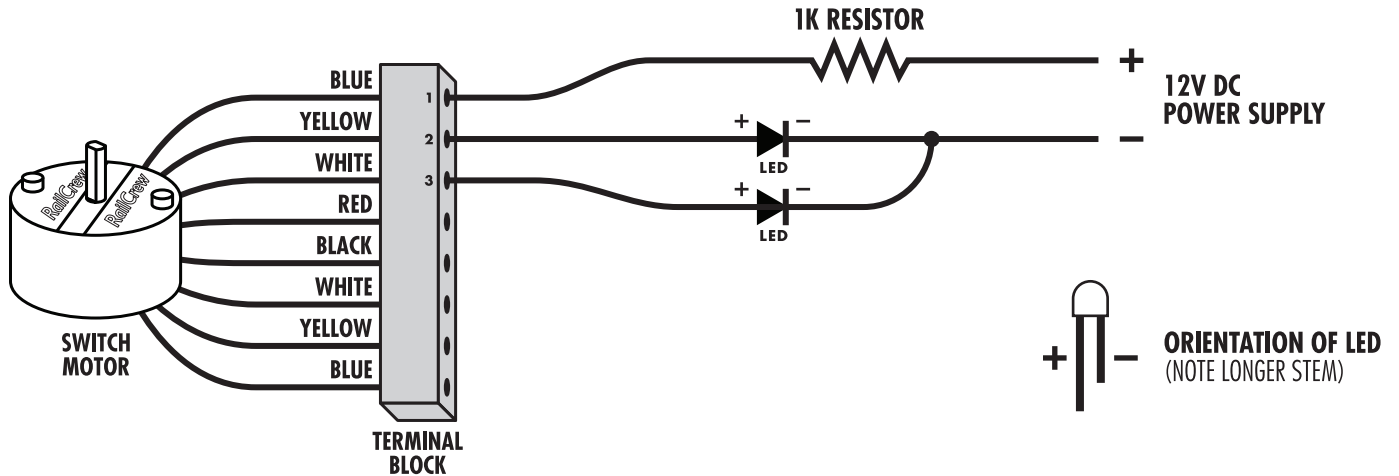 1K RESISTOR
+
12V DC
POWER SUPPLY
BLUE
1
YELLOW
2
+
−
−
LED
WHITE
3
+
−
LED
RED
BLACK
WHITE
YELLOW
BLUE
RailCrew
RailCrew
SWITCH
MOTOR
TERMINAL
BLOCK
+
−
ORIENTATION OF LED
(NOTE LONGER STEM)